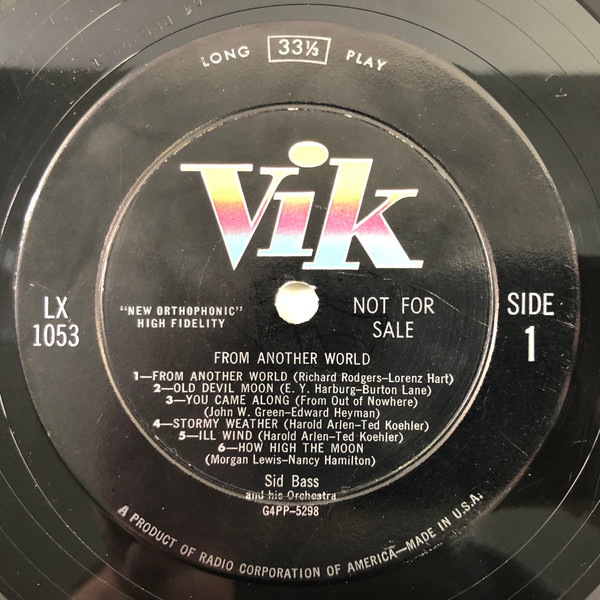 LONG 33⅓ PLAY
Vik
LX
1053
"NEW ORTHOPHONIC"
HIGH FIDELITY
NOT FOR
SALE
SIDE
1
FROM ANOTHER WORLD
1—FROM ANOTHER WORLD (Richard Rodgers–Lorenz Hart)
2—OLD DEVIL MOON (E. Y. Harburg–Burton Lane)
3—YOU CAME ALONG (From Out of Nowhere)
(John W. Green–Edward Heyman)
4—STORMY WEATHER (Harold Arlen–Ted Koehler)
5—ILL WIND (Harold Arlen–Ted Koehler)
6—HOW HIGH THE MOON
(Morgan Lewis–Nancy Hamilton)
Sid Bass
and his Orchestra
G4PP–5298
A PRODUCT OF RADIO CORPORATION OF AMERICA—MADE IN U.S.A.